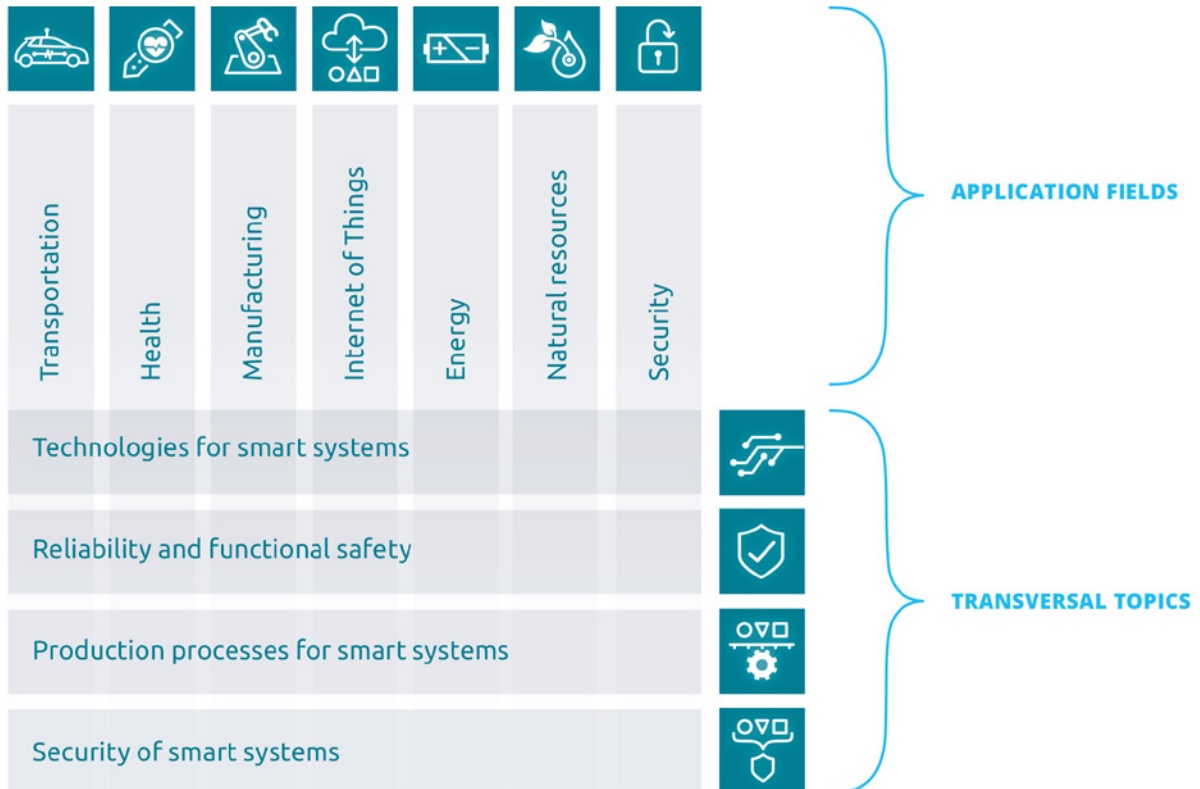 Transportation
Health
Manufacturing
Internet of Things
Energy
Natural resources
Security
APPLICATION FIELDS
Technologies for smart systems
Reliability and functional safety
Production processes for smart systems
Security of smart systems
TRANSVERSAL TOPICS